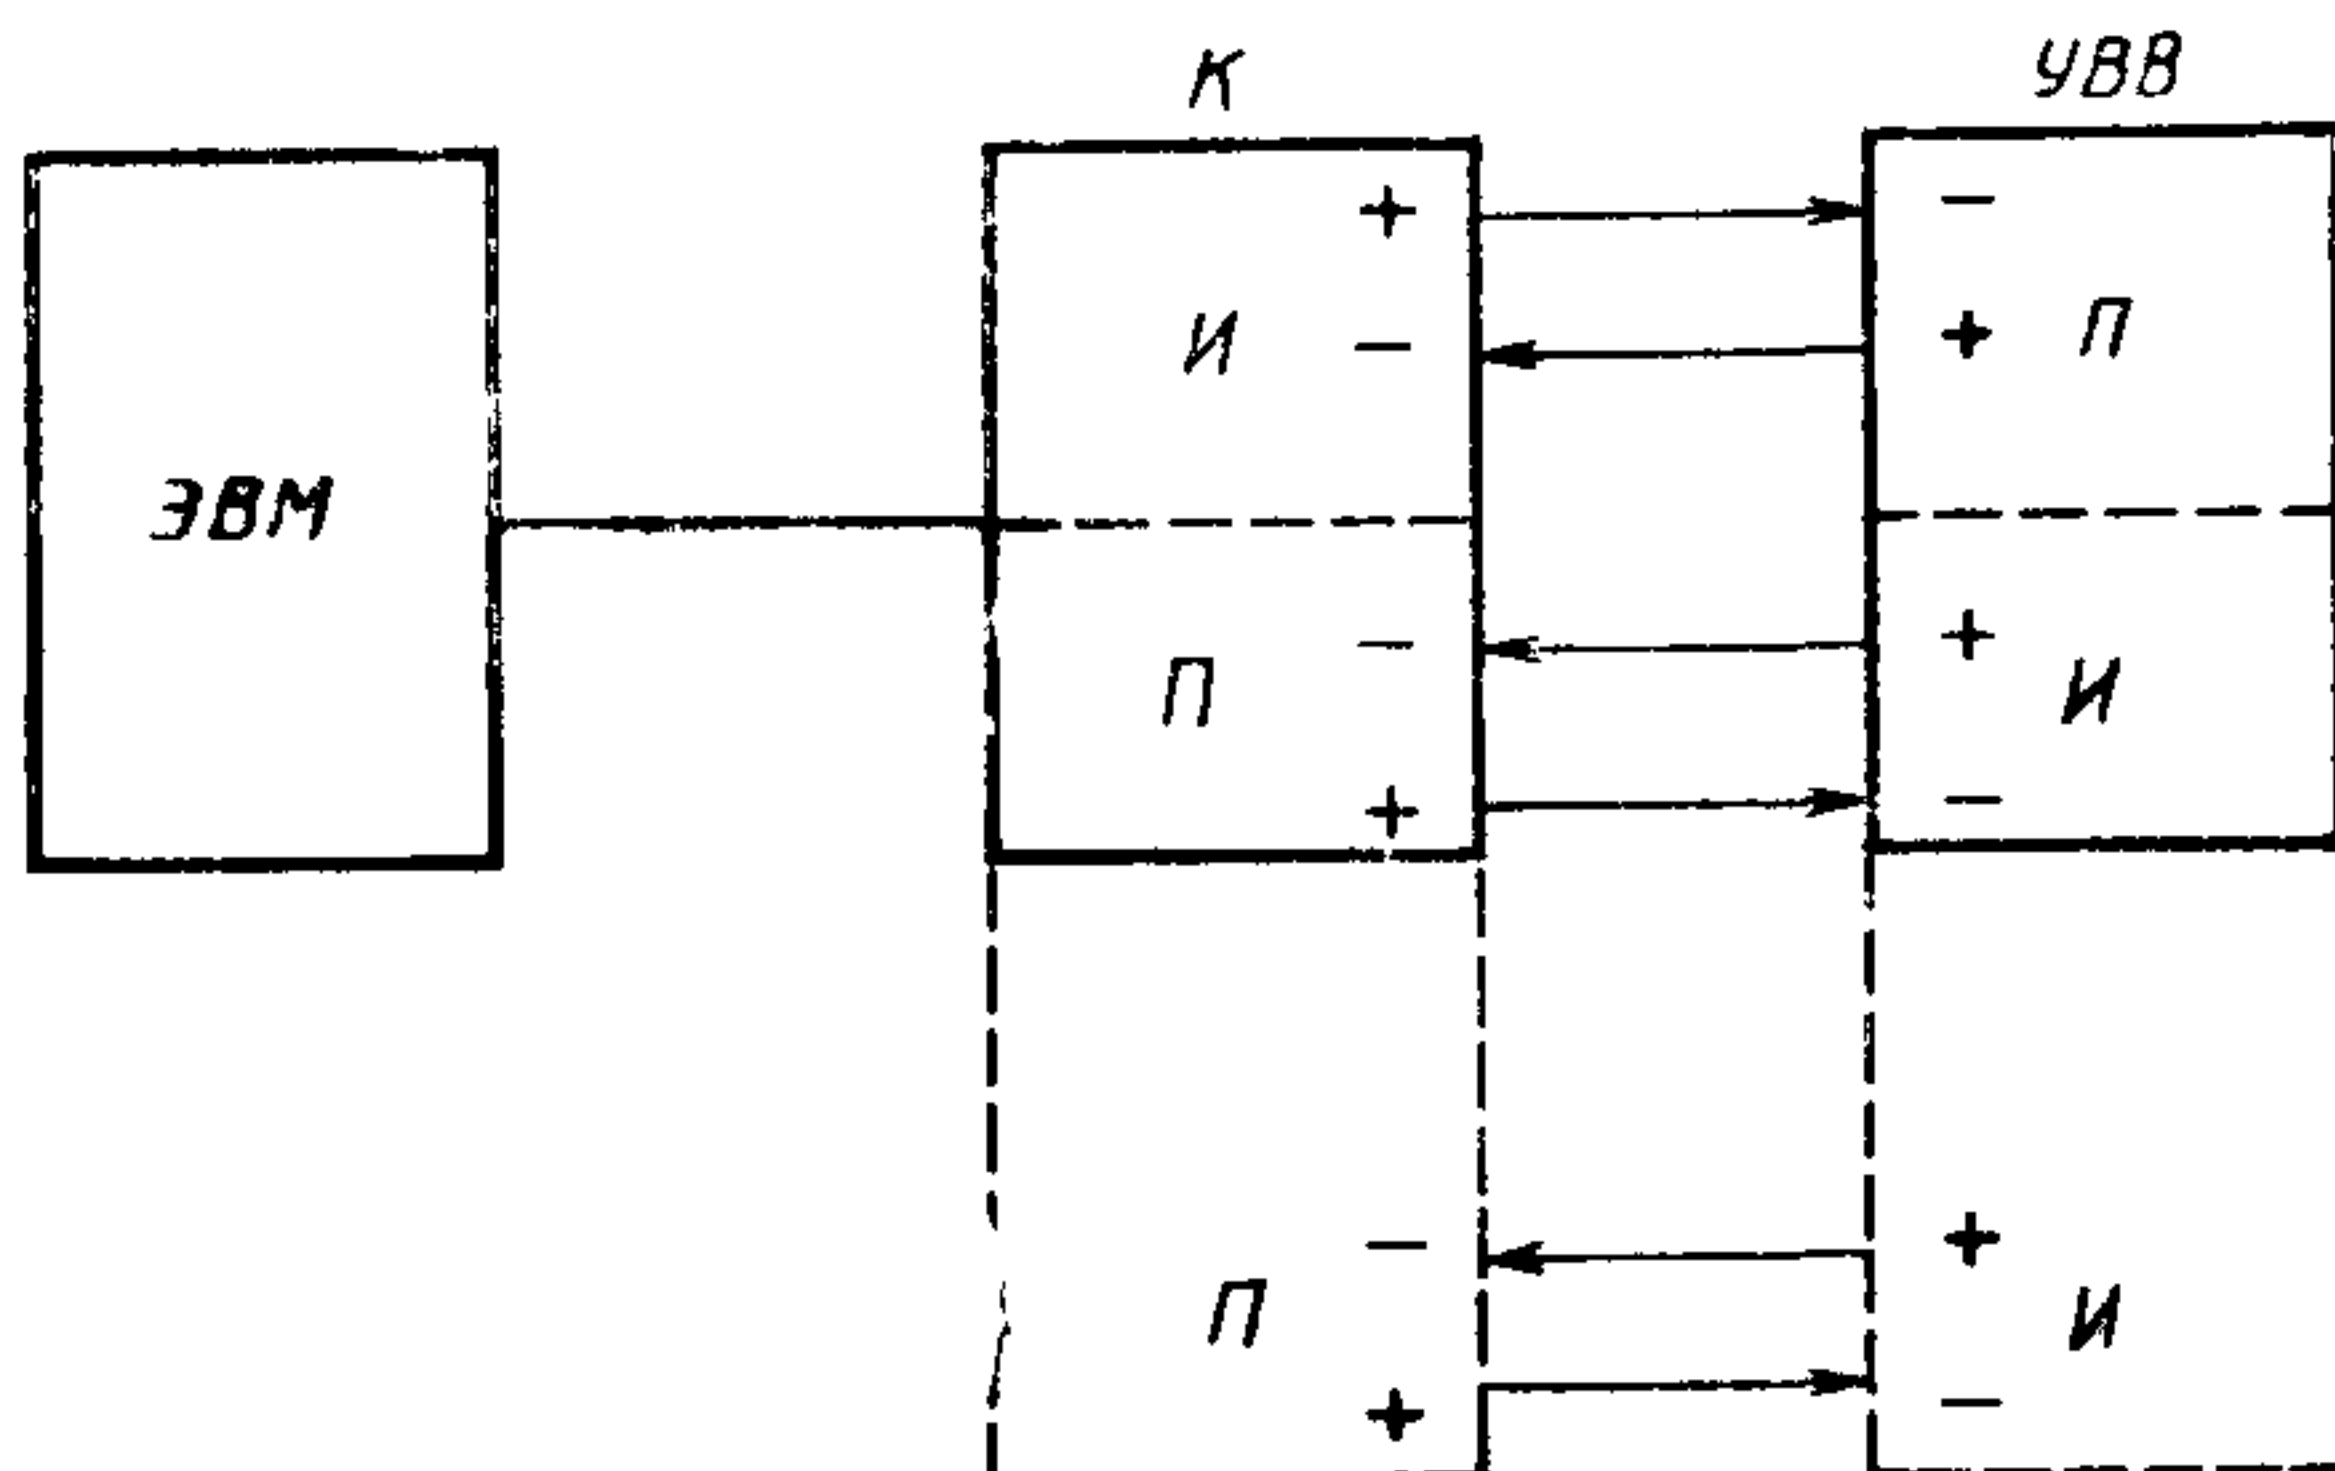 К УВВ
+ −
И − + П
ЭВМ
− + 
П И
+ −
− +
П И
+ −